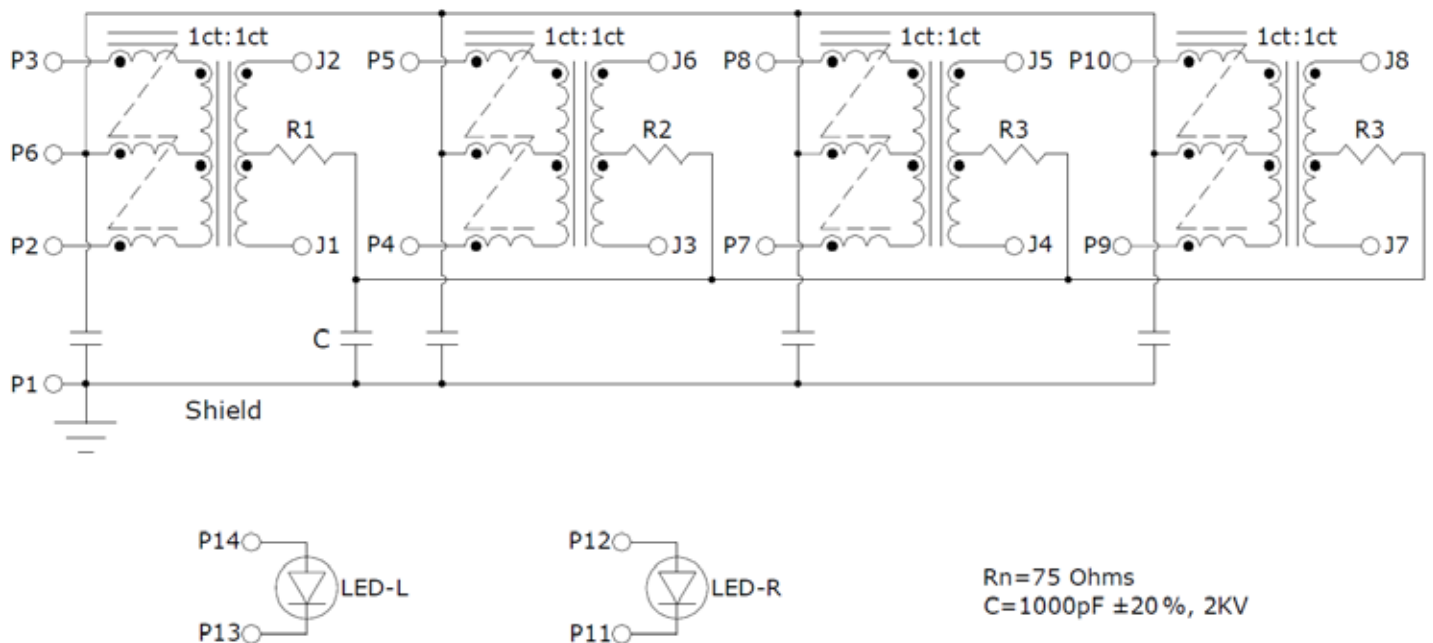 1ct:1ct 1ct:1ct 1ct:1ct 1ct:1ct
P3 J2 P5 J6 P8 J5 P10 J8
R1 R2 R3 R3
P6
P2 J1 P4 J3 P7 J4 P9 J7
C
P1
Shield
P14 P12
LED-L LED-R
P13 P11
Rn=75 Ohms
C=1000pF ±20%, 2KV